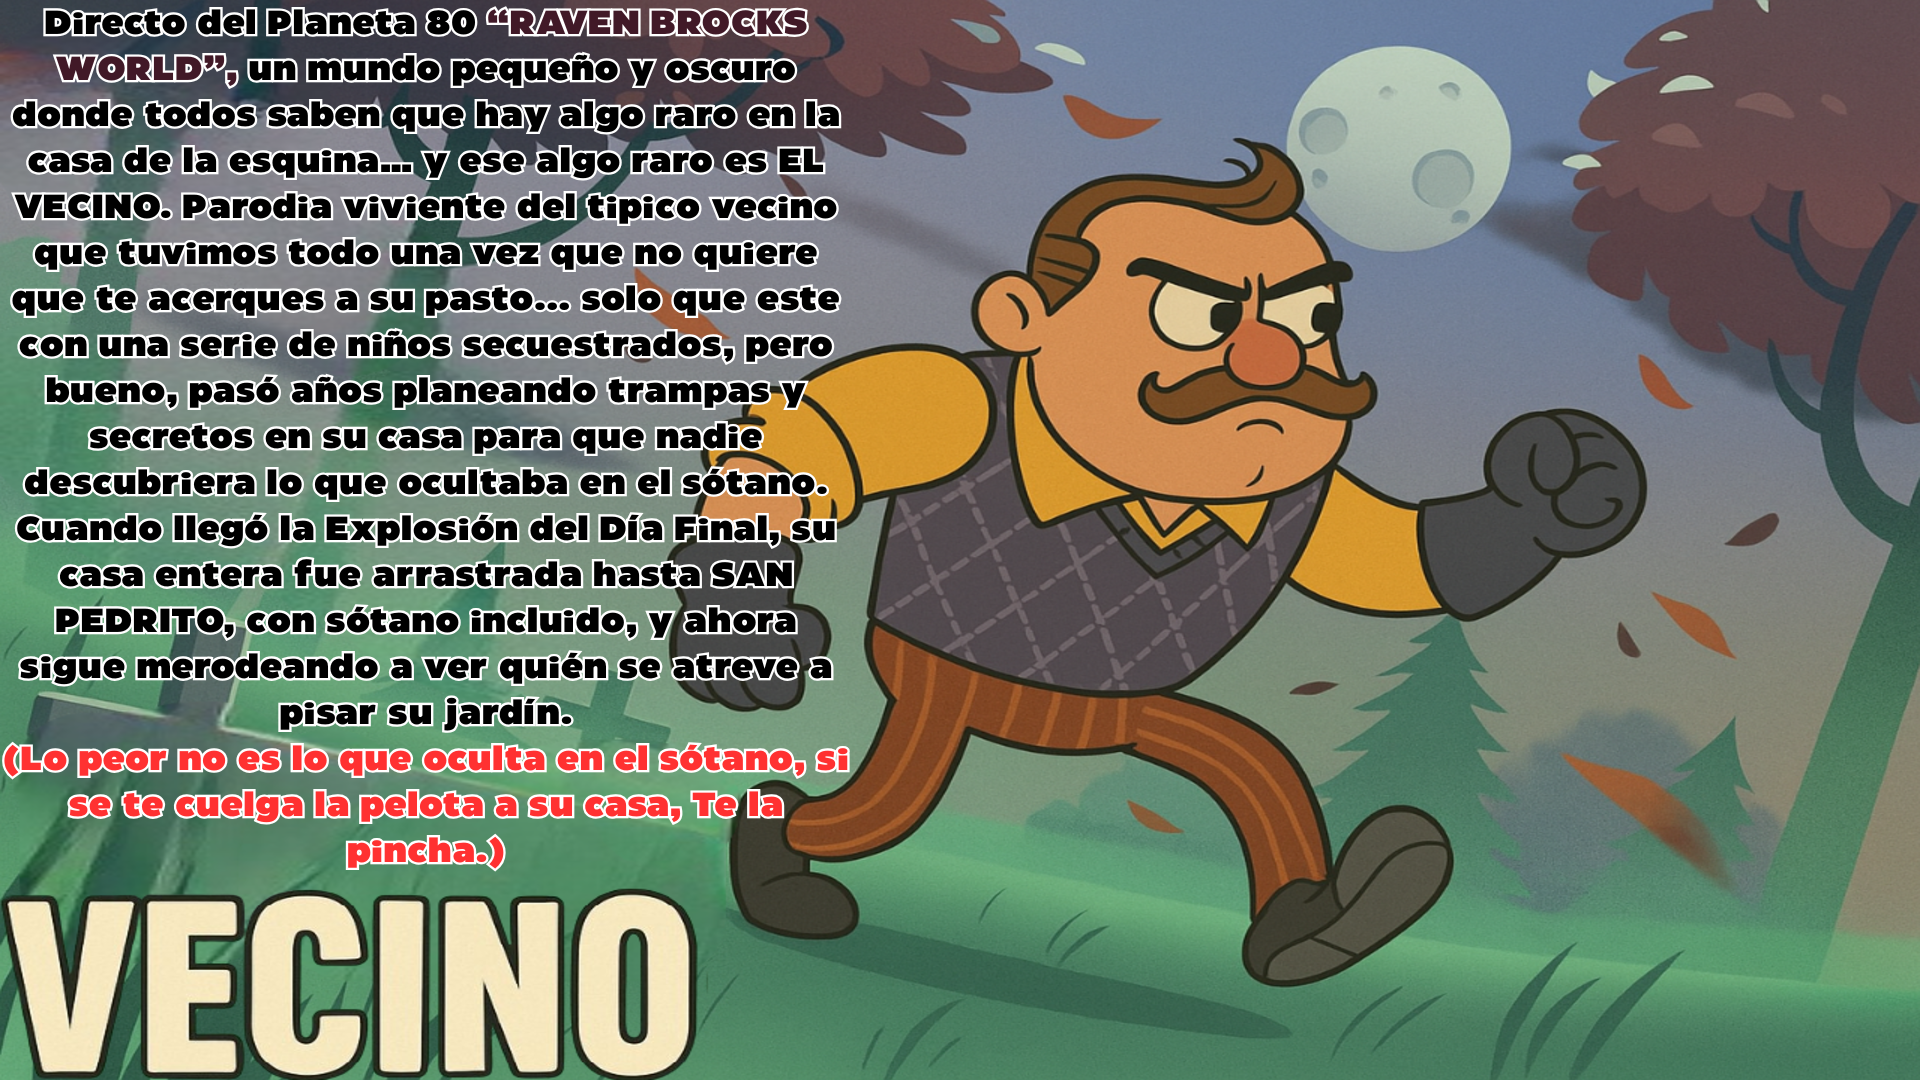 Directo del Planeta 80 “RAVEN BROCKS
WORLD”, un mundo pequeño y oscuro
donde todos saben que hay algo raro en la
casa de la esquina... y ese algo raro es EL
VECINO. Parodia viviente del tipico vecino
que tuvimos todo una vez que no quiere
que te acerques a su pasto... solo que este
con una serie de niños secuestrados, pero
bueno, pasó años planeando trampas y
secretos en su casa para que nadie
descubriera lo que ocultaba en el sótano.
Cuando llegó la Explosión del Día Final, su
casa entera fue arrastrada hasta SAN
PEDRITO, con sótano incluido, y ahora
sigue merodeando a ver quién se atreve a
pisar su jardín.
(Lo peor no es lo que oculta en el sótano, si
se te cuelga la pelota a su casa, Te la
pincha.)
VECINO